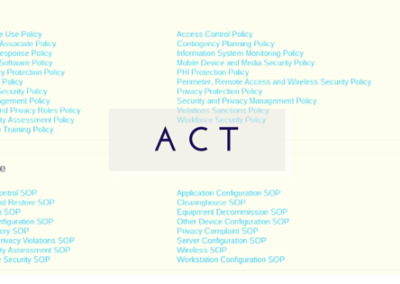 e Use Policy
Associate Policy
esponse Policy
Software Policy
y Protection Policy
Policy
ecurity Policy
gement Policy
nd Privacy Roles Policy
ty Assessment Policy
e Training Policy
Access Control Policy
Contingency Planning Policy
Information System Monitoring Policy
Mobile Device and Media Security Policy
PHI Protection Policy
Perimeter, Remote Access and Wireless Security Policy
Privacy Protection Policy
Security and Privacy Management Policy
Violations Sanctions Policy
Workforce Security Policy
ACT
e
ontrol SOP
nd Restore SOP
n SOP
nfiguration SOP
ory SOP
rivacy Violations SOP
ty Assessment SOP
e Security SOP
Application Configuration SOP
Cleaninghouse SOP
Equipment Decommission SOP
Other Device Configuration SOP
Privacy Complaint SOP
Server Configuration SOP
Wireless SOP
Workstation Configuration SOP